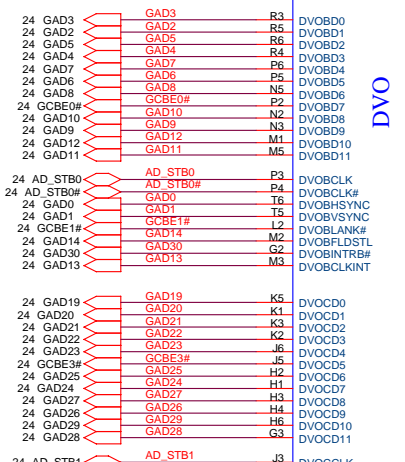 24 GAD3 GAD3 R3 DVOBD0
24 GAD2 GAD2 R5 DVOBD1
24 GAD5 GAD5 R6 DVOBD2
24 GAD4 GAD4 R4 DVOBD3
24 GAD7 GAD7 P6 DVOBD4
24 GAD6 GAD6 P5 DVOBD5
24 GAD8 GAD8 N5 DVOBD6
24 GCBE0# GCBE0# P2 DVOBD7
24 GAD10 GAD10 N2 DVOBD8
24 GAD9 GAD9 N3 DVOBD9
24 GAD12 GAD12 M1 DVOBD10
24 GAD11 GAD11 M5 DVOBD11
DVO
24 AD_STB0 AD_STB0 P3 DVOBCLK
24 AD_STB0# AD_STB0# P4 DVOBCLK#
24 GAD0 GAD0 T6 DVOBHSYNC
24 GAD1 GAD1 T5 DVOBVSYNC
24 GCBE1# GCBE1# L2 DVOBLANK#
24 GAD14 GAD14 M2 DVOBFLDSTL
24 GAD30 GAD30 G2 DVOBINTRB#
24 GAD13 GAD13 M3 DVOBCLKINT
24 GAD19 GAD19 K5 DVOCD0
24 GAD20 GAD20 K1 DVOCD1
24 GAD21 GAD21 K3 DVOCD2
24 GAD22 GAD22 K2 DVOCD3
24 GAD23 GAD23 J6 DVOCD4
24 GCBE3# GCBE3# J5 DVOCD5
24 GAD25 GAD25 H2 DVOCD6
24 GAD24 GAD24 H1 DVOCD7
24 GAD27 GAD27 H3 DVOCD8
24 GAD26 GAD26 H4 DVOCD9
24 GAD29 GAD29 H6 DVOCD10
24 GAD28 GAD28 G3 DVOCD11
24 AD_STB1 AD_STB1 J3 DVOCCLK